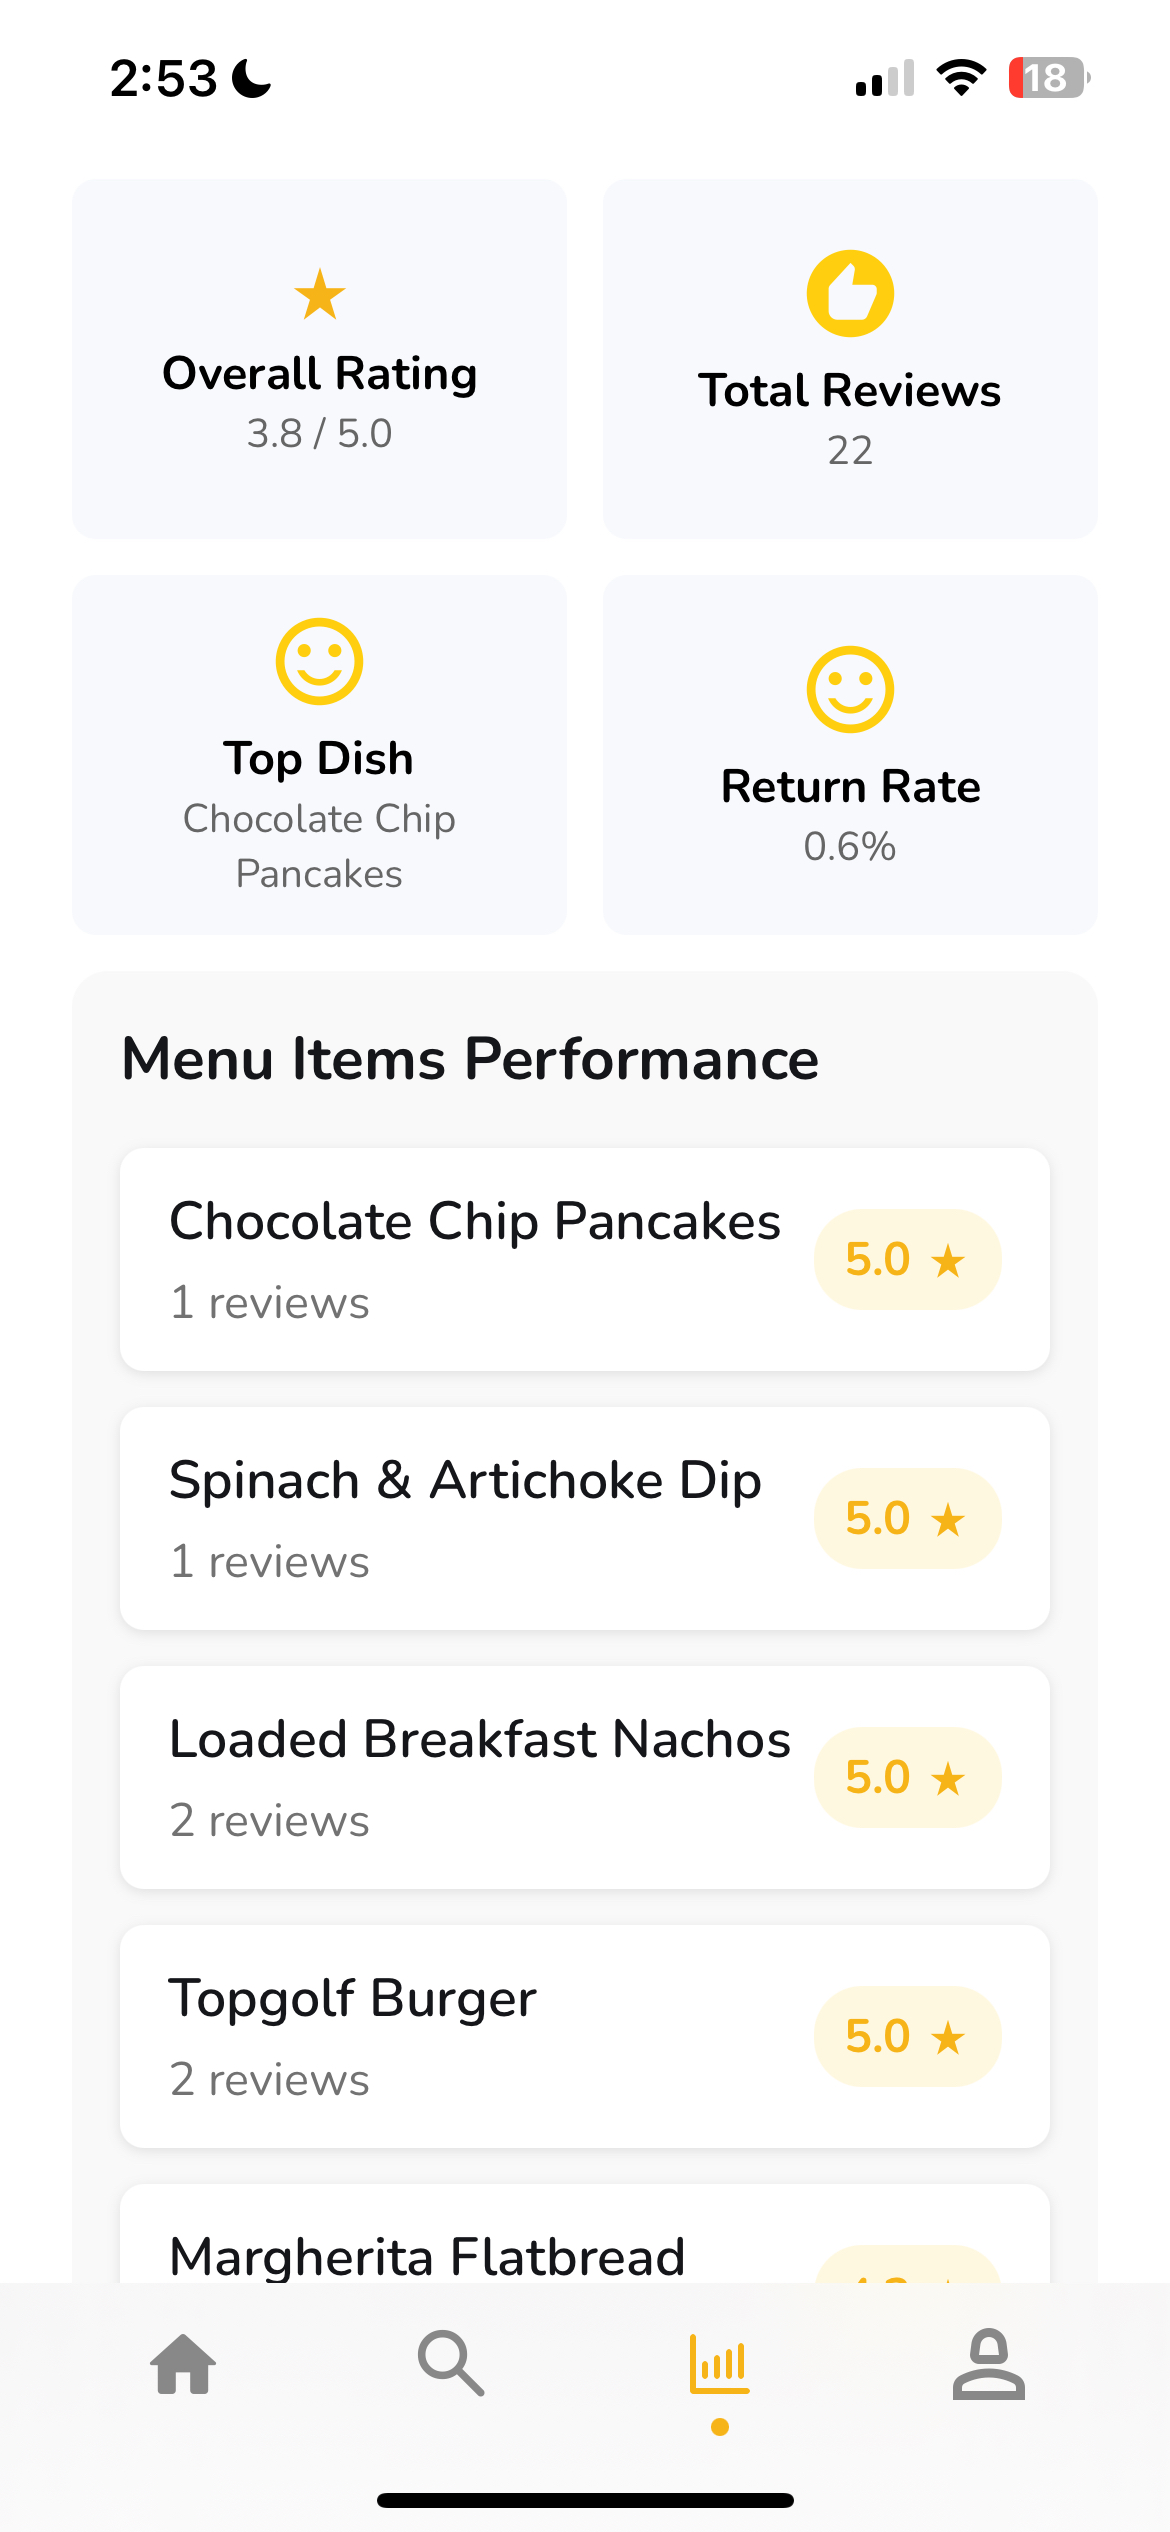 2:53
18
Overall Rating
3.8 / 5.0
Total Reviews
22
Top Dish
Chocolate Chip
Pancakes
Return Rate
0.6%
Menu Items Performance
Chocolate Chip Pancakes
1 reviews
5.0 ★
Spinach & Artichoke Dip
1 reviews
5.0 ★
Loaded Breakfast Nachos
2 reviews
5.0 ★
Topgolf Burger
2 reviews
5.0 ★
Margherita Flatbread